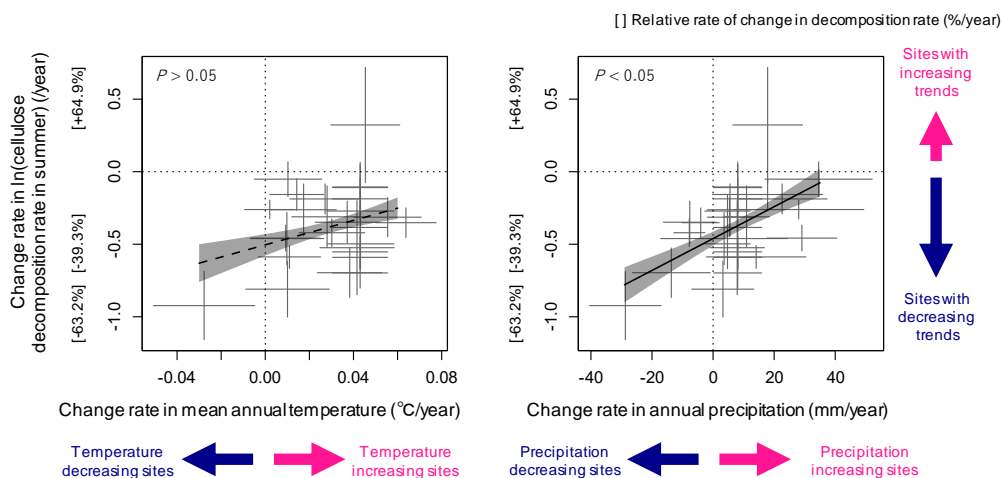 [ ] Relative rate of change in decomposition rate (%/year)
Change rate in ln(cellulose
decomposition rate in summer) (/year)
[+64.9%]
[-39.3%]
[-63.2%]
0.5
0.0
-0.5
-1.0
P > 0.05
-0.04
0.00
0.04
0.08
Change rate in mean annual temperature (°C/year)
Temperature
decreasing sites
Temperature
increasing sites
[+64.9%]
[-39.3%]
[-63.2%]
0.5
0.0
-0.5
-1.0
P < 0.05
-40
-20
0
20
40
Change rate in annual precipitation (mm/year)
Precipitation
decreasing sites
Precipitation
increasing sites
Sites with
increasing
trends
Sites with
decreasing
trends